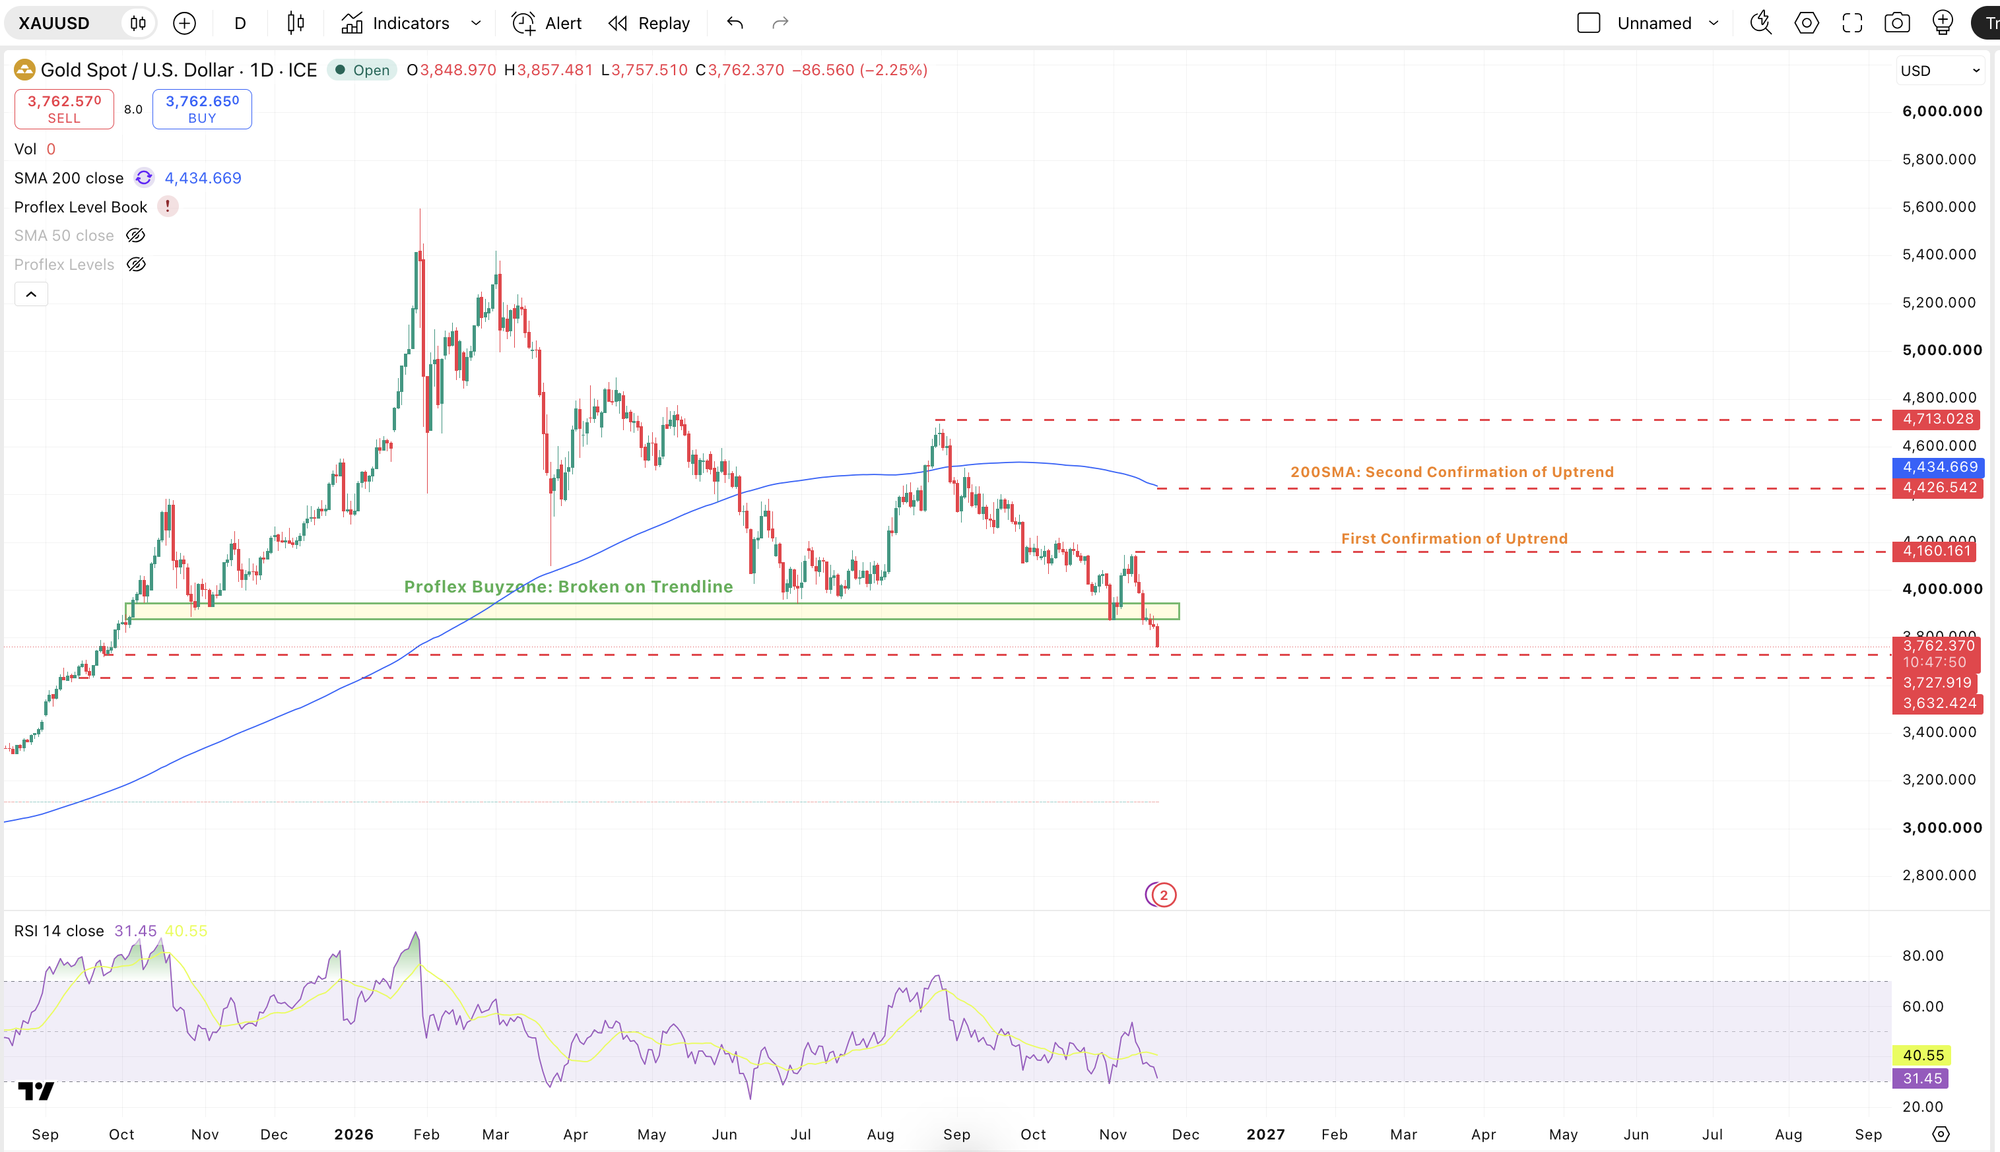 XAUUSD D Indicators Alert Replay Unnamed Tr
Gold Spot / U.S. Dollar · 1D · ICE Open O3,848.970 H3,857.481 L3,757.510 C3,762.370 −86.560 (−2.25%) USD
3,762.570 8.0 3,762.650
SELL BUY
Vol 0
SMA 200 close 4,434.669
Proflex Level Book !
SMA 50 close
Proflex Levels
6,000.000
5,800.000
5,600.000
5,400.000
5,200.000
5,000.000
4,800.000
4,713.028
4,600.000
200SMA: Second Confirmation of Uptrend
4,434.669
4,426.542
First Confirmation of Uptrend
4,200.000
4,160.161
Proflex Buyzone: Broken on Trendline
4,000.000
3,800.000
3,762.370
10:47:50
3,727.919
3,632.424
3,400.000
3,200.000
3,000.000
2,800.000
2
RSI 14 close 31.45 40.55
80.00
60.00
40.55
31.45
20.00
Sep Oct Nov Dec 2026 Feb Mar Apr May Jun Jul Aug Sep Oct Nov Dec 2027 Feb Mar Apr May Jun Jul Aug Sep